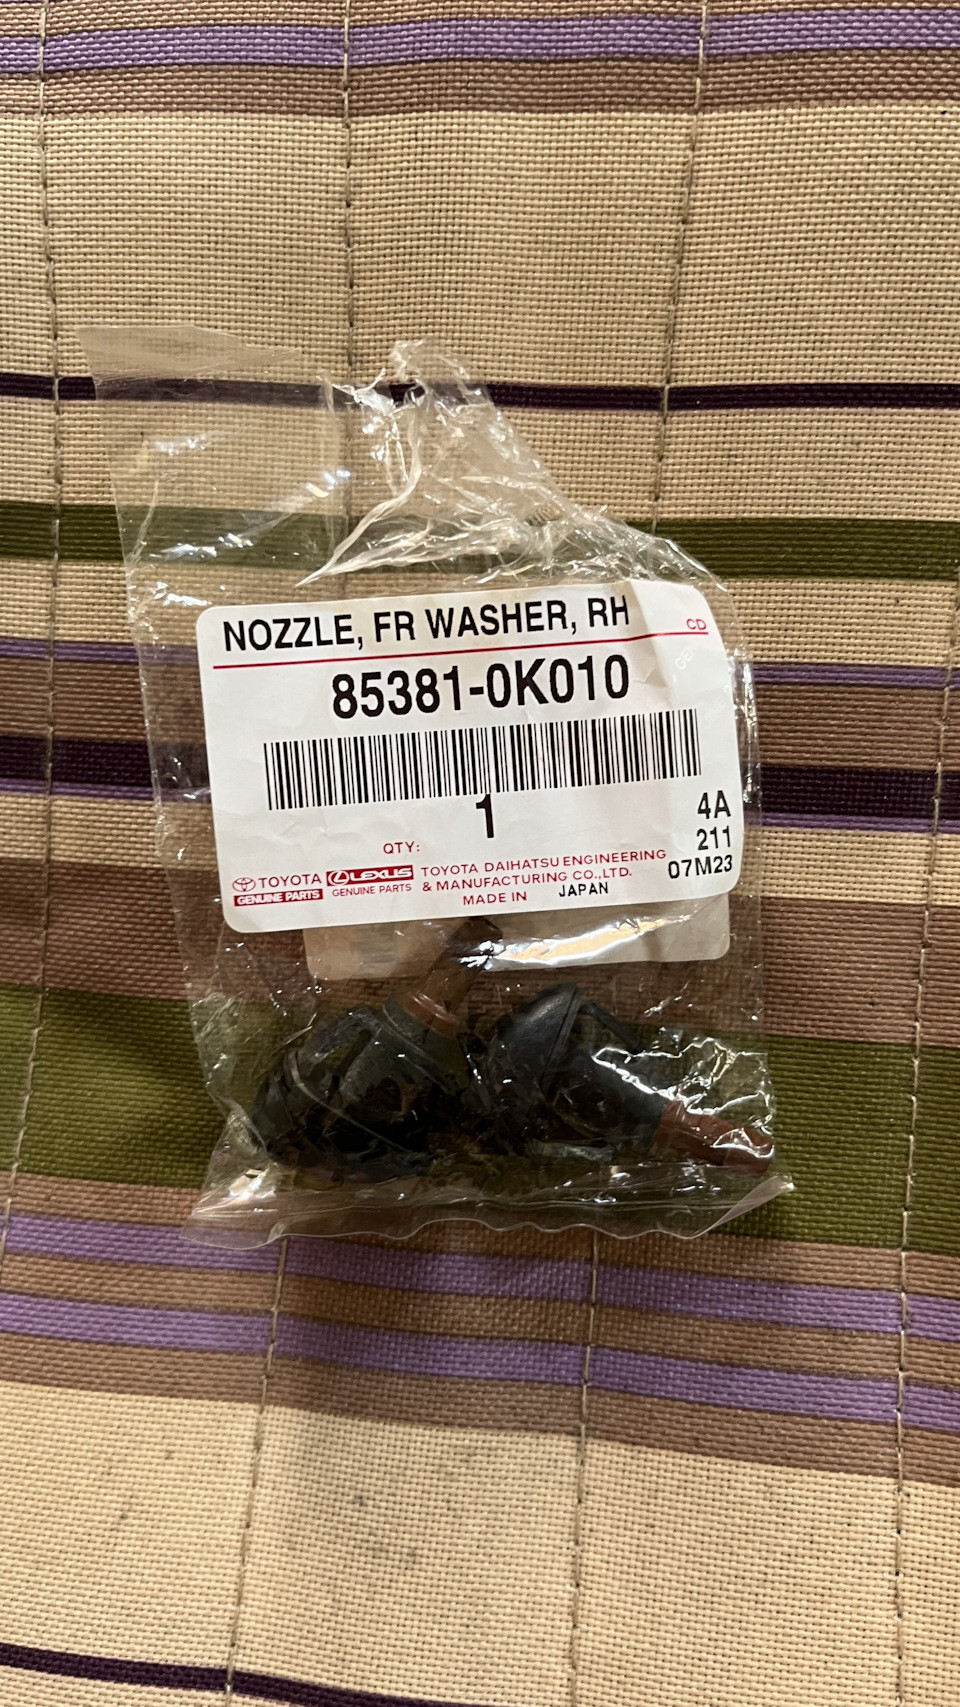 NOZZLE, FR WASHER, RH
CD
85381-0K010
1
QTY:
4A
211
07M23
TOYOTA
GENUINE PARTS
LEXUS
GENUINE PARTS
TOYOTA DAIHATSU ENGINEERING
& MANUFACTURING CO.,LTD.
MADE IN JAPAN